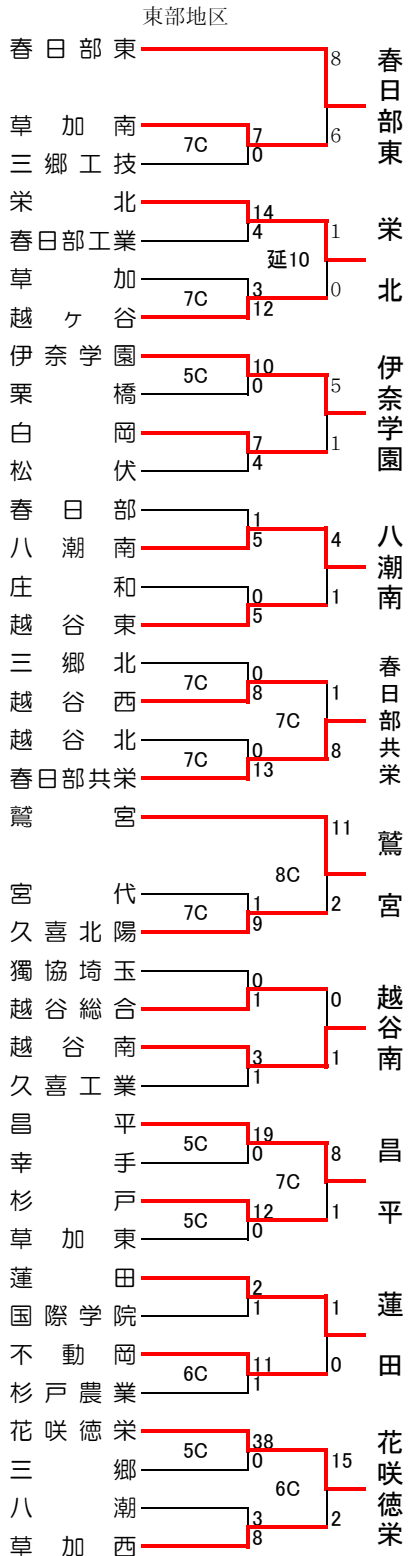 東部地区
春日部東
8
春日部東
草加南
7
7C
6
0
三郷工技
栄北
14
4
1
栄北
春日部工業
延10
草加
3
7C
0
12
越ヶ谷
伊奈学園
10
5C
0
5
伊奈学園
栗橋
白岡
7
1
4
松伏
春日部
1
5
4
八潮南
八潮南
庄和
0
1
5
越谷東
三郷北
0
7C
8
1
春日部共栄
越谷西
7C
越谷北
0
7C
8
13
春日部共栄
鷲宮
11
鷲宮
8C
宮代
1
7C
2
9
久喜北陽
獨協埼玉
0
1
0
越谷南
越谷総合
越谷南
3
1
1
久喜工業
昌平
19
5C
0
8
昌平
幸手
7C
杉戸
12
5C
1
0
草加東
蓮田
2
1
1
蓮田
国際学院
不動岡
11
6C
0
1
杉戸農業
花咲徳栄
38
5C
0
15
花咲徳栄
三郷
6C
八潮
3
2
8
草加西